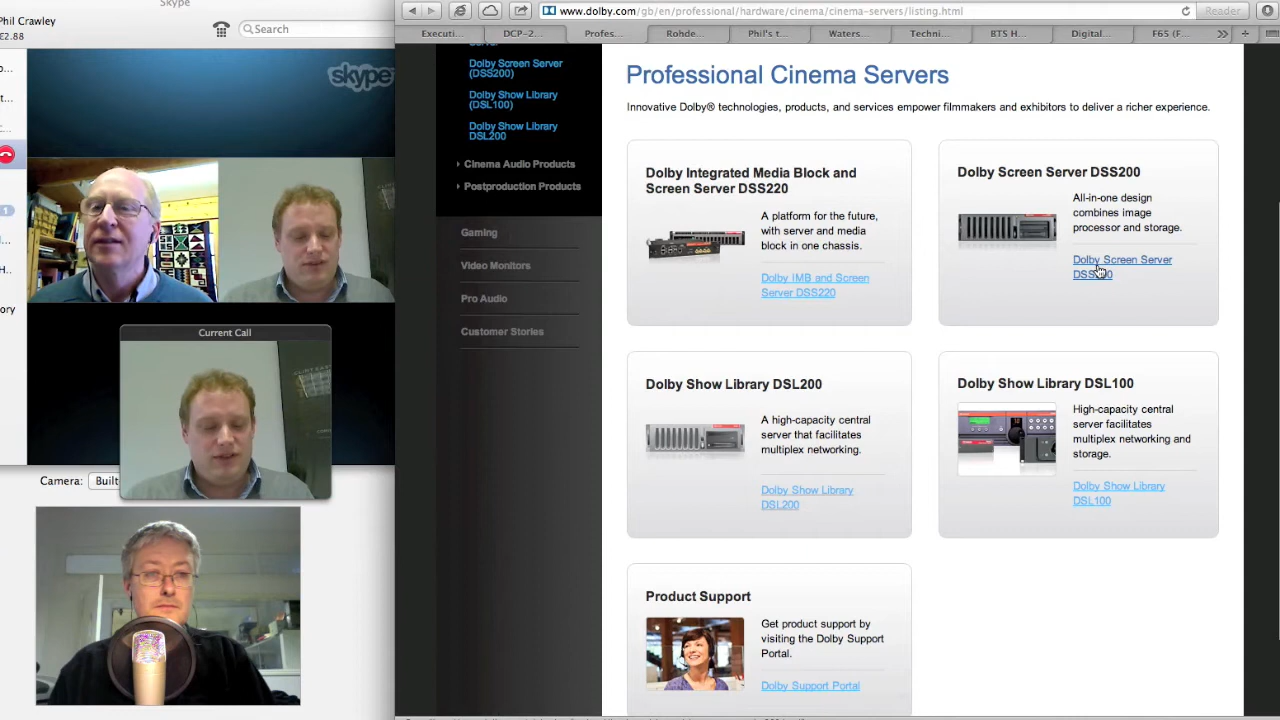 Skype
Phil Crawley
£2.88
Search
skype
Current Call
Camera:
Built
www.dolby.com/gb/en/professional/hardware/cinema/cinema-servers/listing.html
Reader
Executi...
DCP-2...
Profes...
Rohde...
Phil's t...
Waters...
Techni...
BTS H...
Digital...
F65 (F...
Server
Dolby Screen Server
(DSS200)
Dolby Show Library
(DSL100)
Dolby Show Library
DSL200
Cinema Audio Products
Postproduction Products
Gaming
Video Monitors
Pro Audio
Customer Stories
Professional Cinema Servers
Innovative Dolby® technologies, products, and services empower filmmakers and exhibitors to deliver a richer experience.
Dolby Integrated Media Block and
Screen Server DSS220
A platform for the future,
with server and media
block in one chassis.
Dolby IMB and Screen
Server DSS220
Dolby Screen Server DSS200
All-in-one design
combines image
processor and storage.
Dolby Screen Server
DSS200
Dolby Show Library DSL200
A high-capacity central
server that facilitates
multiplex networking.
Dolby Show Library
DSL200
Dolby Show Library DSL100
High-capacity central
server facilitates
multiplex networking and
storage.
Dolby Show Library
DSL100
Product Support
Get product support by
visiting the Dolby Support
Portal.
Dolby Support Portal